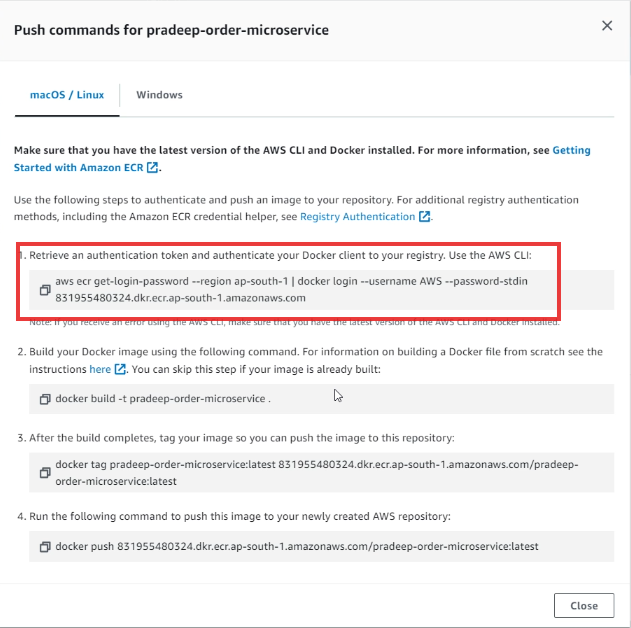 Push commands for pradeep-order-microservice
macOS / Linux
Windows
Make sure that you have the latest version of the AWS CLI and Docker installed. For more information, see Getting
Started with Amazon ECR.
Use the following steps to authenticate and push an image to your repository. For additional registry authentication
methods, including the Amazon ECR credential helper, see Registry Authentication.
1. Retrieve an authentication token and authenticate your Docker client to your registry. Use the AWS CLI:
aws ecr get-login-password --region ap-south-1 | docker login --username AWS --password-stdin
831955480324.dkr.ecr.ap-south-1.amazonaws.com
Note: If you receive an error using the AWS CLI, make sure that you have the latest version of the AWS CLI and Docker installed.
2. Build your Docker image using the following command. For information on building a Docker file from scratch see the
instructions here. You can skip this step if your image is already built:
docker build -t pradeep-order-microservice .
3. After the build completes, tag your image so you can push the image to this repository:
docker tag pradeep-order-microservice:latest 831955480324.dkr.ecr.ap-south-1.amazonaws.com/pradeep-
order-microservice:latest
4. Run the following command to push this image to your newly created AWS repository:
docker push 831955480324.dkr.ecr.ap-south-1.amazonaws.com/pradeep-order-microservice:latest
Close